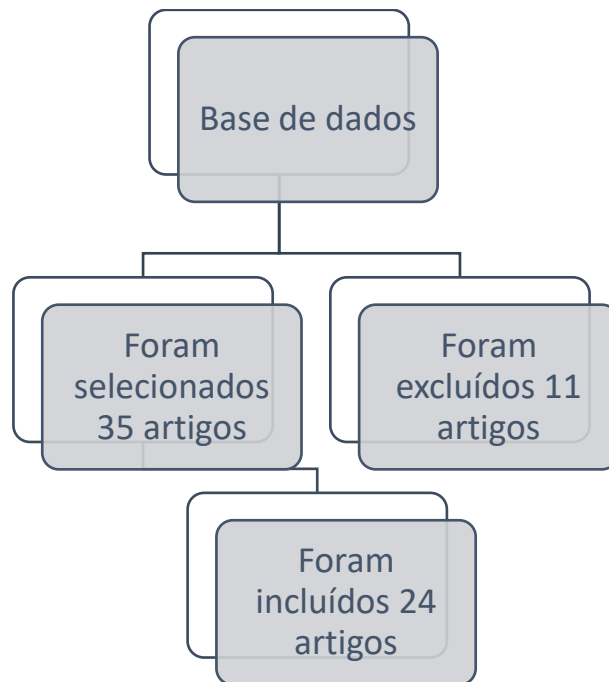 Base de dados
Foram
selecionados
35 artigos
Foram
excluídos 11
artigos
Foram
incluídos 24
artigos